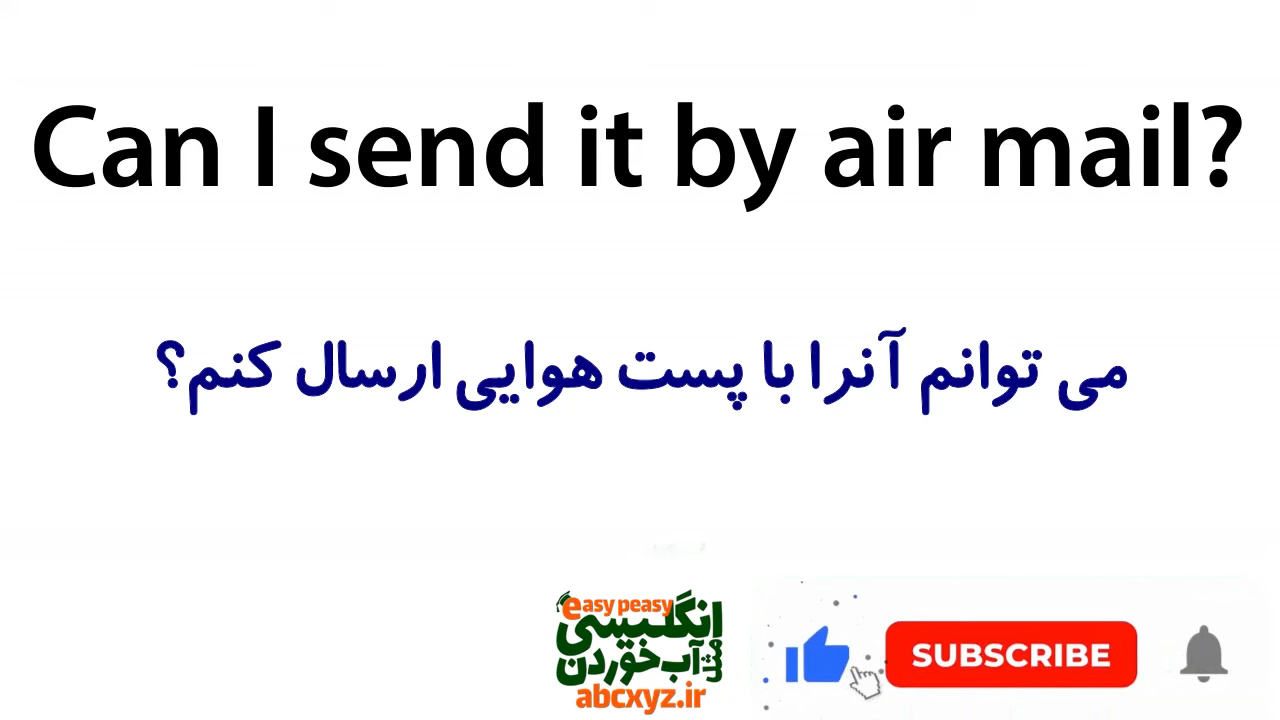 Can I send it by air mail?
می توانم آنرا با پست هوایی ارسال کنم؟
easy peasy
انگلیسی
مثل آب خوردن
abcxyz.ir
SUBSCRIBE